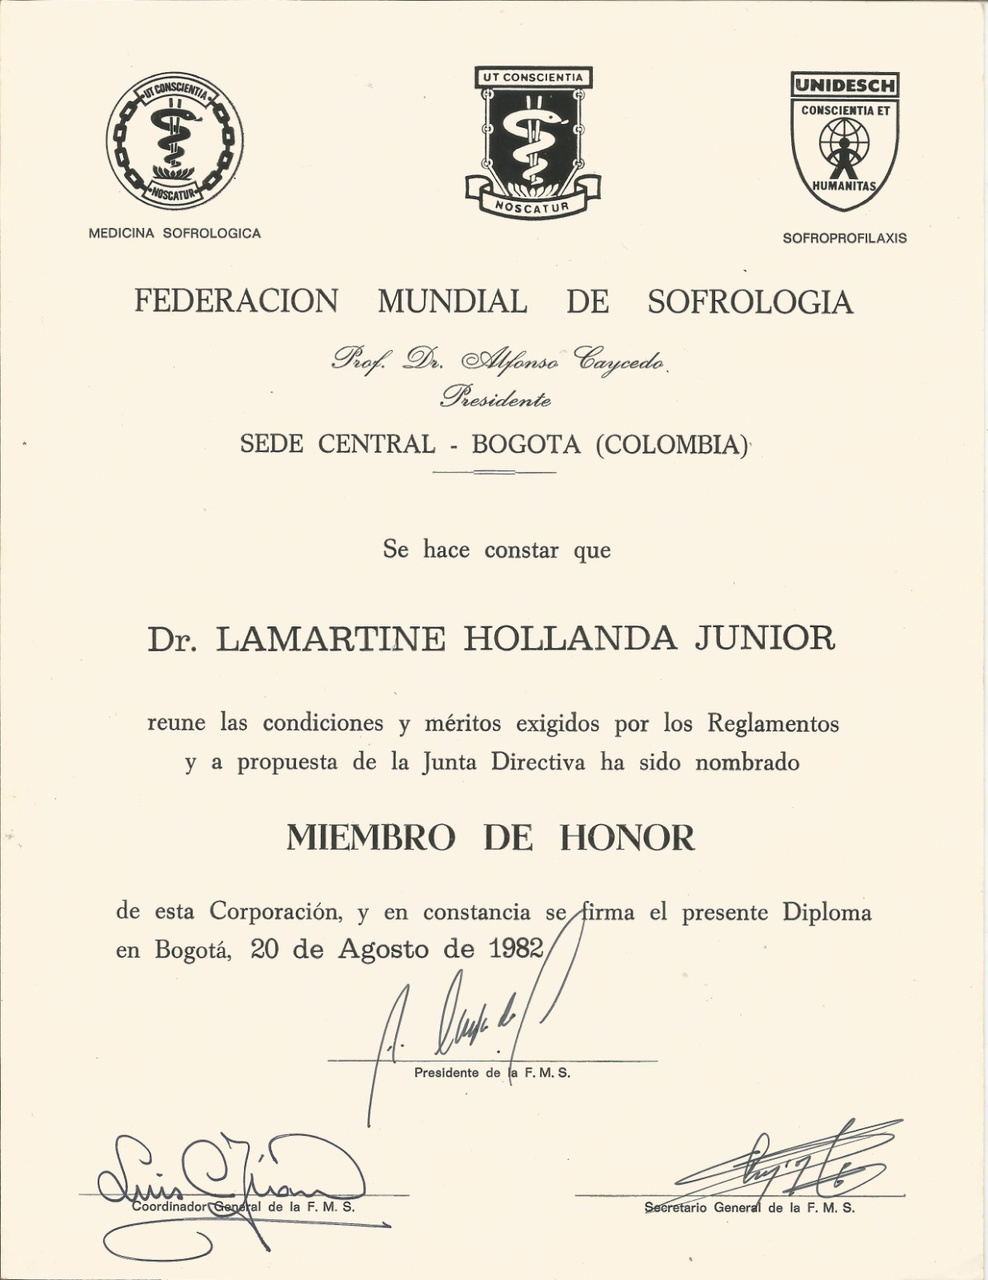 UT CONSCIENTIA
NOSCATUR
MEDICINA SOFROLOGICA
UT CONSCIENTIA
NOSCATUR
UNIDESCH
CONSCIENTIA ET
HUMANITAS
SOFROPROFILAXIS
FEDERACION MUNDIAL DE SOFROLOGIA
Prof. Dr. Alfonso Caycedo
Presidente
SEDE CENTRAL - BOGOTA (COLOMBIA)
Se hace constar que
Dr. LAMARTINE HOLLANDA JUNIOR
reune las condiciones y méritos exigidos por los Reglamentos
y a propuesta de la Junta Directiva ha sido nombrado
MIEMBRO DE HONOR
de esta Corporación, y en constancia se firma el presente Diploma
en Bogotá, 20 de Agosto de 1982
Presidente de la F. M. S.
Luis
Coordinador General de la F. M. S.
Secretario General de la F. M. S.